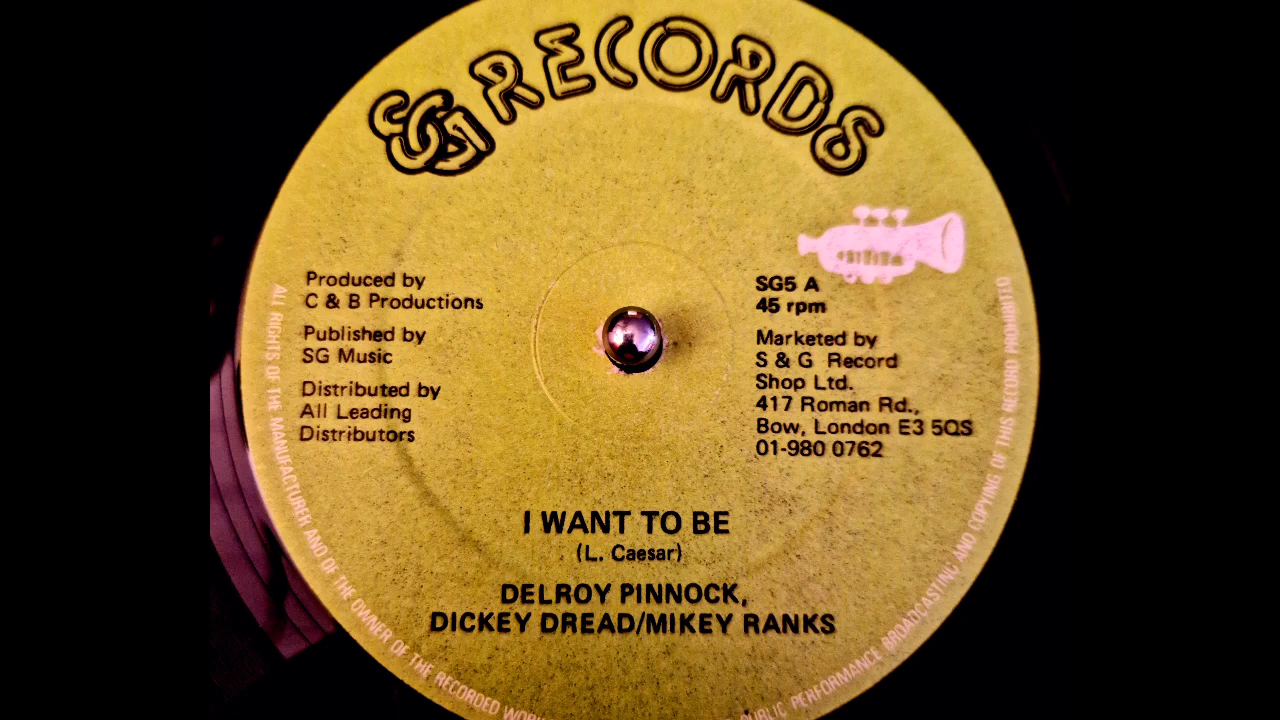 SG RECORDS
Produced by
C & B Productions
Published by
SG Music
Distributed by
All Leading
Distributors
SG5 A
45 rpm
Marketed by
S & G Record
Shop Ltd.
417 Roman Rd.,
Bow, London E3 5QS
01-980 0762
I WANT TO BE
(L. Caesar)
DELROY PINNOCK,
DICKEY DREAD/MIKEY RANKS
ALL RIGHTS OF THE MANUFACTURER AND OF THE OWNER OF THE RECORDED
PUBLIC PERFORMANCE BROADCASTING AND COPYING OF THIS RECORD PROHIBITED